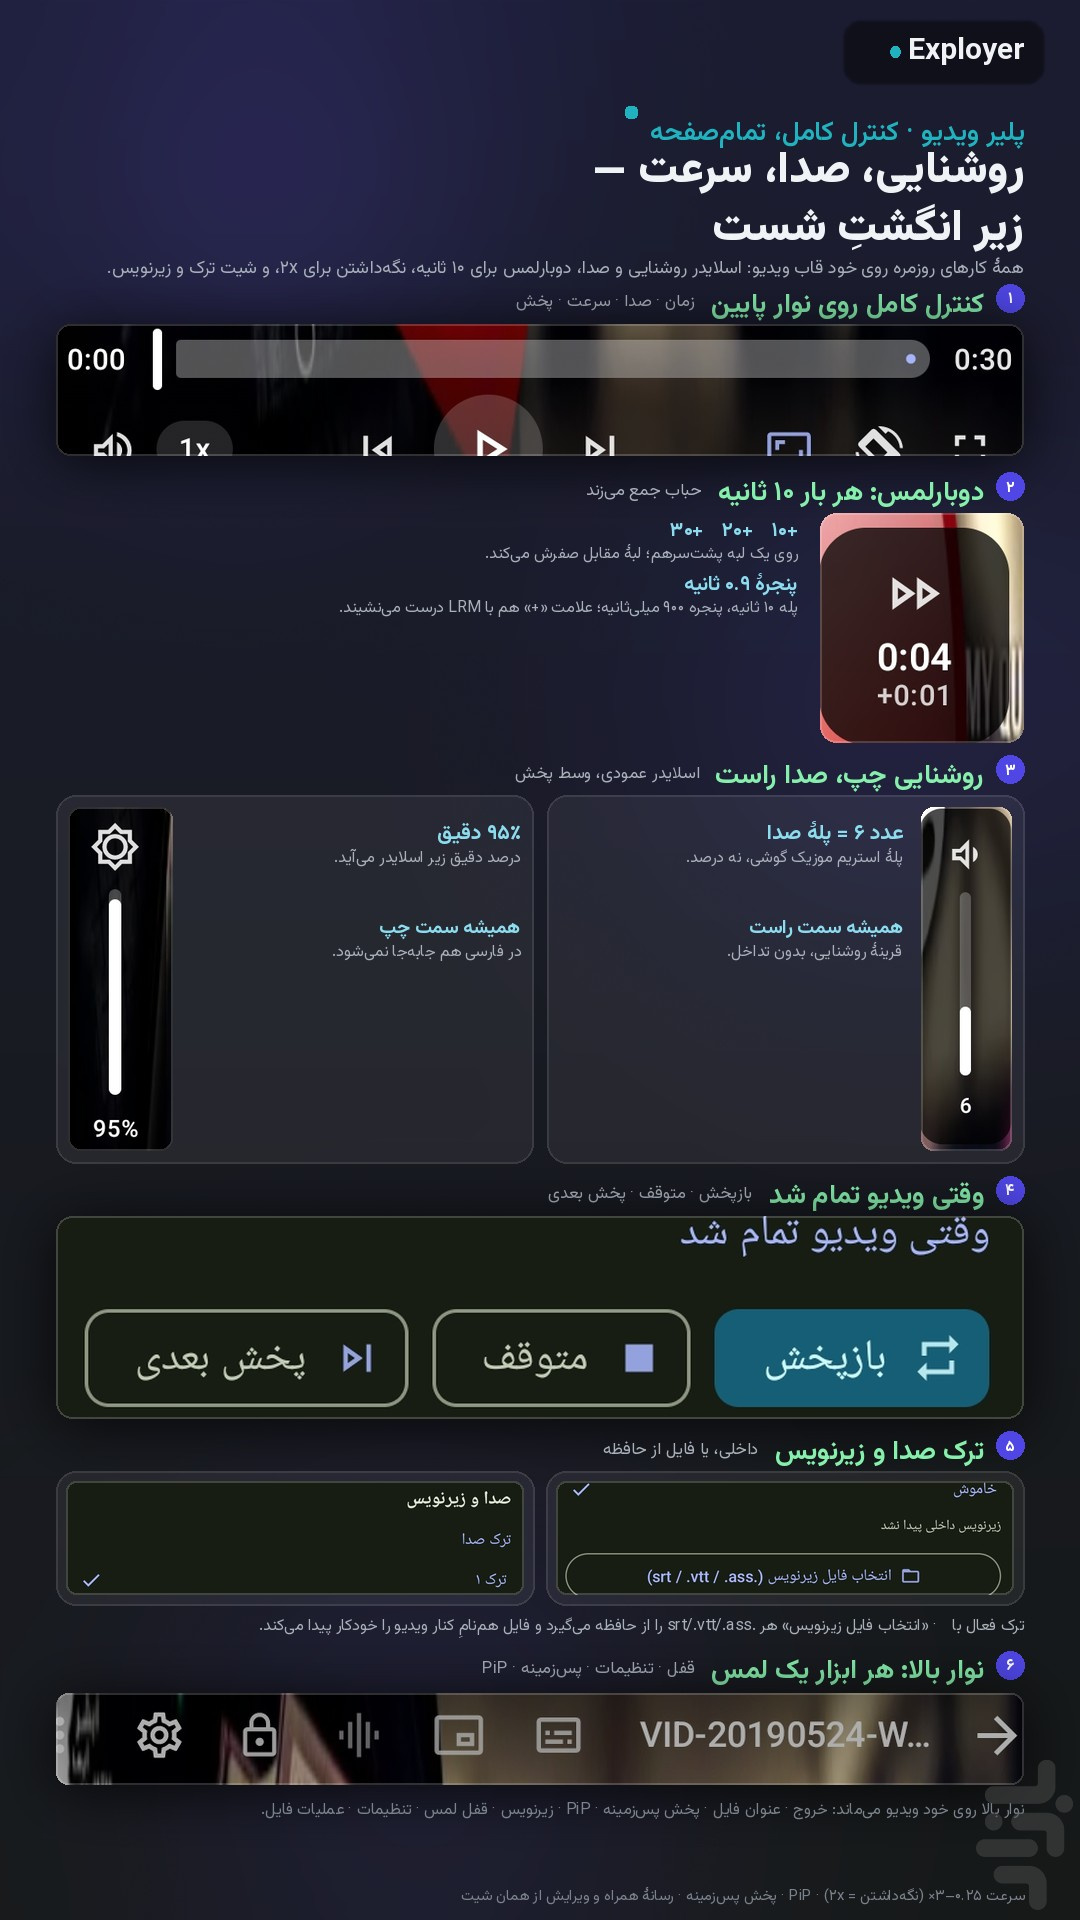 Exployer
پلیر ویدیو · کنترل کامل، تمام‌صفحه
روشنایی، صدا، سرعت —
زیر انگشتِ شست
همهٔ کارهای روزمره روی خود قاب ویدیو: اسلایدر روشنایی و صدا، دوبارلمس برای ۱۰ ثانیه، نگه‌داشتن برای ۲x، و شیت ترک و زیرنویس.
۱ کنترل کامل روی نوار پایین زمان · صدا · سرعت · پخش
0:00 0:30
1x
۲ دوبارلمس: هر بار ۱۰ ثانیه حباب جمع می‌زند
+۱۰ +۲۰ +۳۰
روی یک لبه پشت‌سرهم؛ لبهٔ مقابل صفرش می‌کند.
پنجرهٔ ۰.۹ ثانیه
پله ۱۰ ثانیه، پنجره ۹۰۰ میلی‌ثانیه؛ علامت «+» هم با LRM درست می‌نشیند.
0:04
+0:01
۳ روشنایی چپ، صدا راست اسلایدر عمودی، وسط پخش
عدد ۶ = پلهٔ صدا
پلهٔ استریم موزیک گوشی، نه درصد.
همیشه سمت راست
قرینهٔ روشنایی، بدون تداخل.
6
۹۵٪ دقیق
درصد دقیق زیر اسلایدر می‌آید.
همیشه سمت چپ
در فارسی هم جابه‌جا نمی‌شود.
95%
۴ وقتی ویدیو تمام شد بازپخش · متوقف · پخش بعدی
وقتی ویدیو تمام شد
بازپخش متوقف پخش بعدی
۵ ترک صدا و زیرنویس داخلی، یا فایل از حافظه
خاموش
زیرنویس داخلی پیدا نشد
انتخاب فایل زیرنویس (.srt / .vtt / .ass)
صدا و زیرنویس
ترک صدا
ترک ۱
ترک فعال با · «انتخاب فایل زیرنویس» هر .srt/.vtt/.ass را از حافظه می‌گیرد و فایل هم‌نامِ کنار ویدیو را خودکار پیدا می‌کند.
۶ نوار بالا: هر ابزار یک لمس قفل · تنظیمات · پس‌زمینه · PiP
VID-20190524-W...
نوار بالا روی خود ویدیو می‌ماند: خروج · عنوان فایل · پخش پس‌زمینه · PiP · زیرنویس · قفل لمس · تنظیمات · عملیات فایل.
بازار
سرعت ۰.۲۵–۳× (نگه‌داشتن = ۲x) · PiP · پخش پس‌زمینه · رسانهٔ همراه و ویرایش از همان شیت